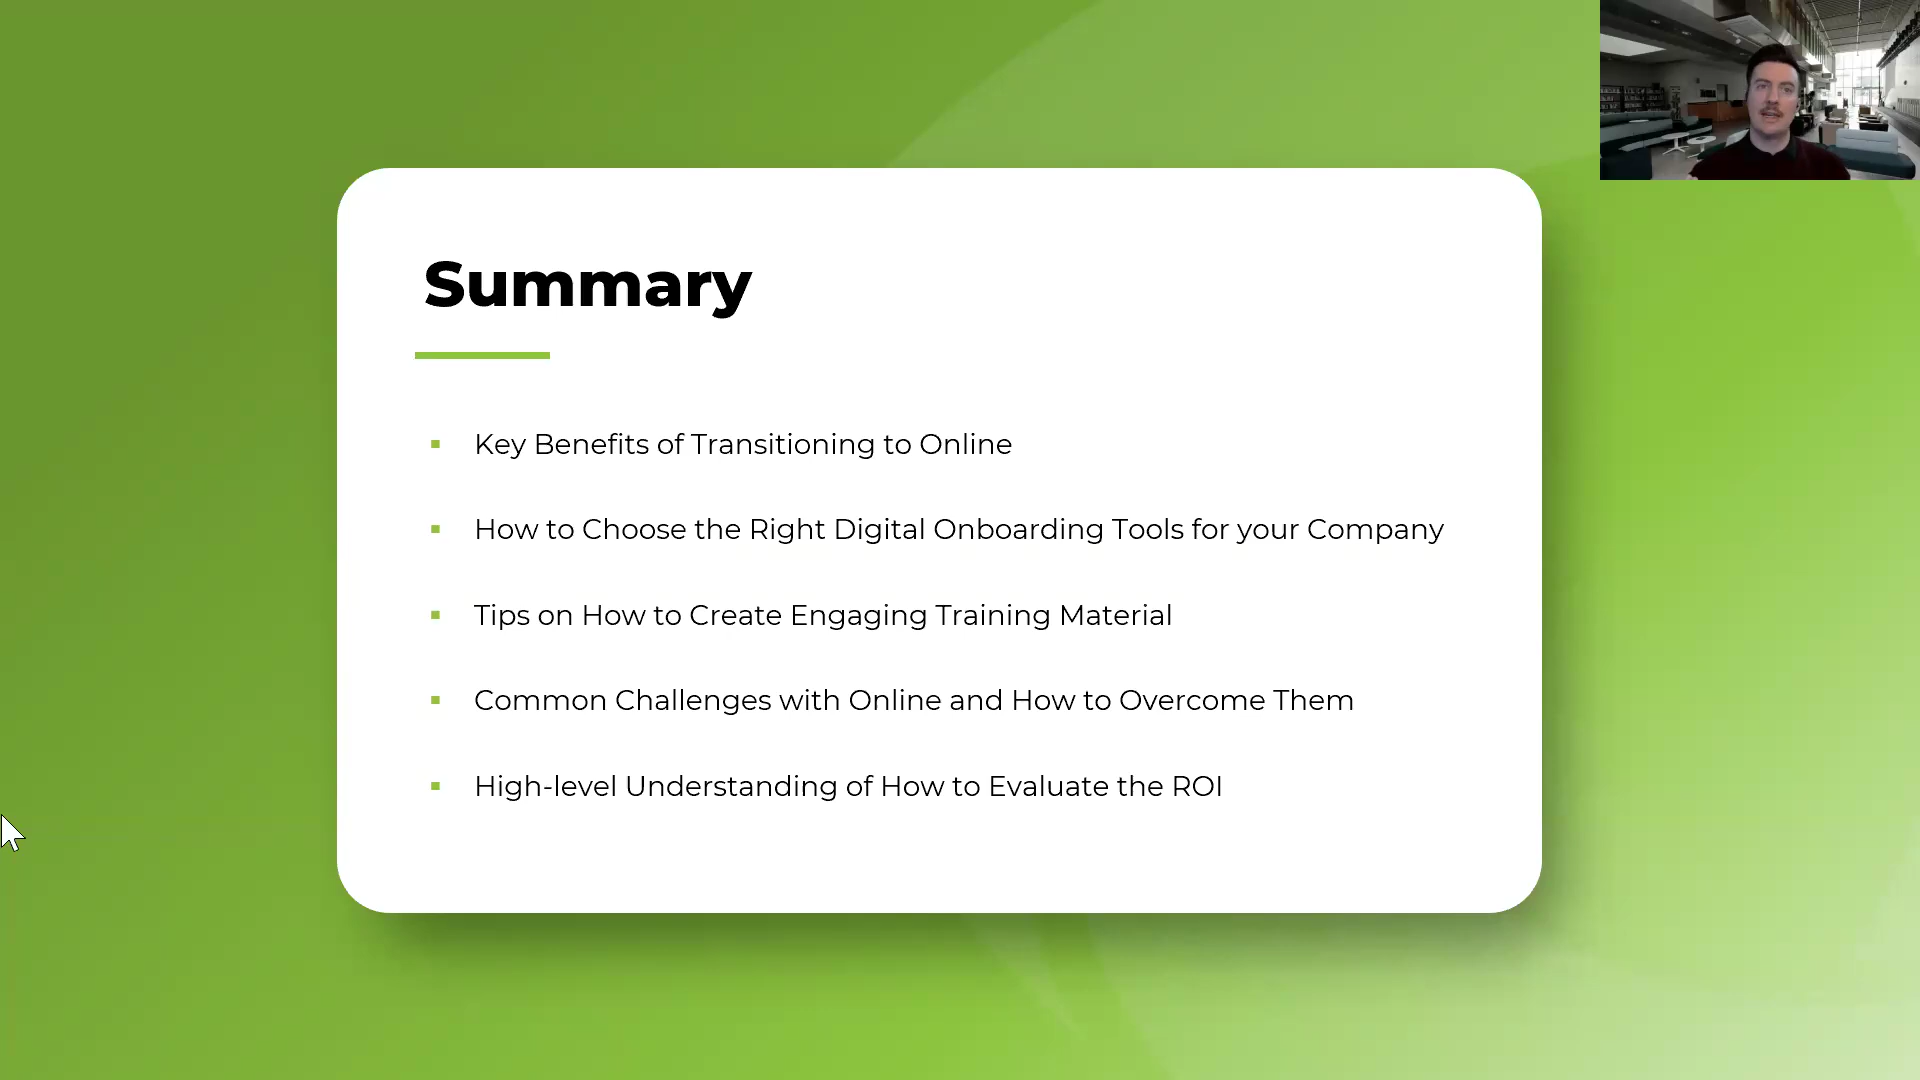 Summary
Key Benefits of Transitioning to Online
How to Choose the Right Digital Onboarding Tools for your Company
Tips on How to Create Engaging Training Material
Common Challenges with Online and How to Overcome Them
High-level Understanding of How to Evaluate the ROI